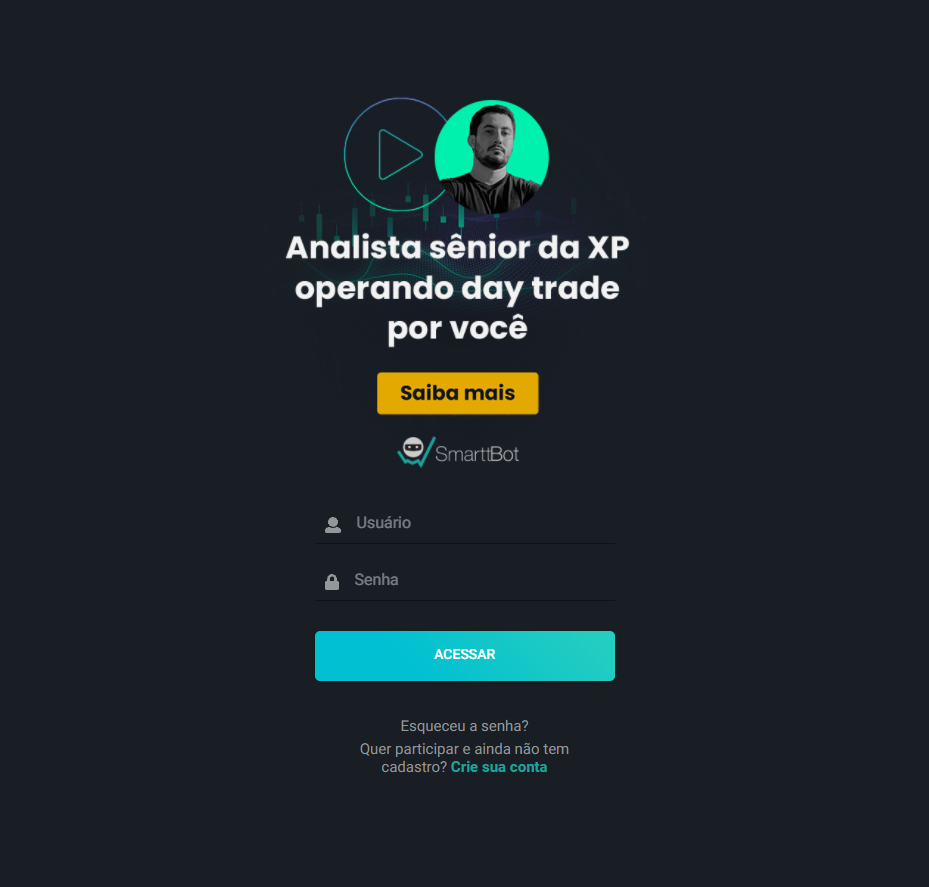 Analista sênior da XP
operando day trade
por você
Saiba mais
SmarttBot
Usuário
Senha
ACESSAR
Esqueceu a senha?
Quer participar e ainda não tem
cadastro? Crie sua conta